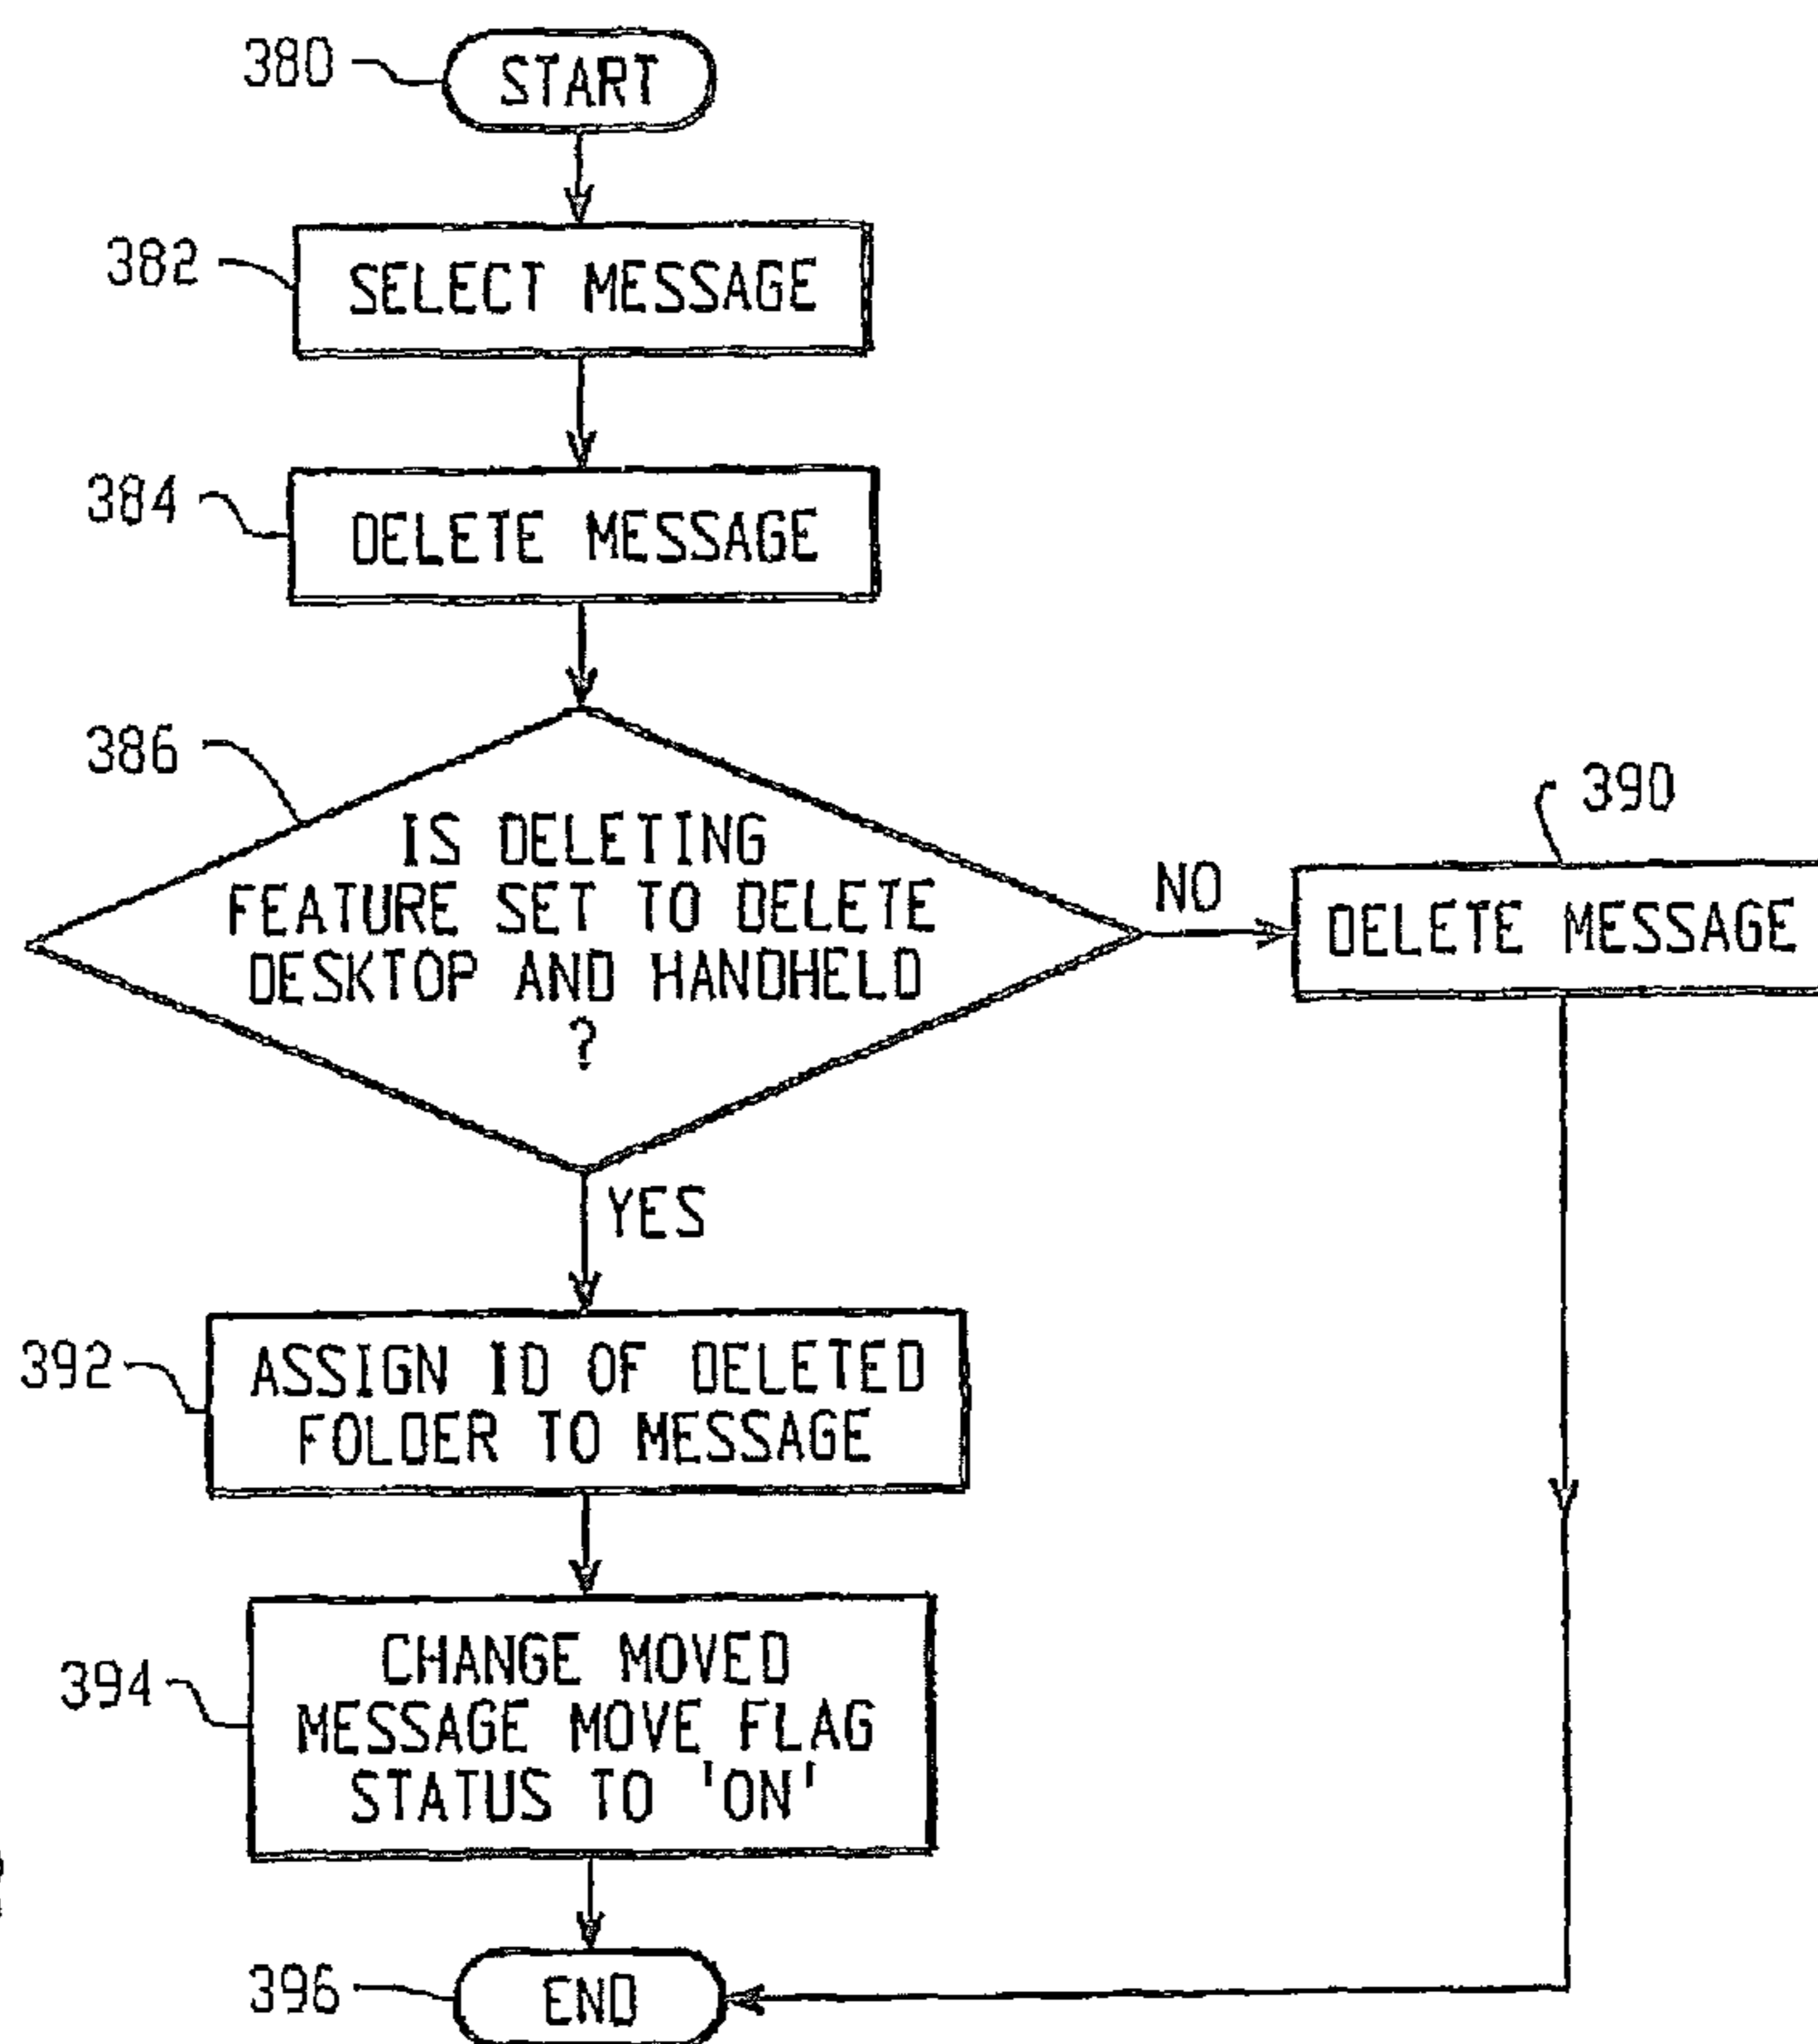 380
START
382
SELECT MESSAGE
384
DELETE MESSAGE
386
IS DELETING
FEATURE SET TO DELETE
DESKTOP AND HANDHELD
?
NO
390
DELETE MESSAGE
YES
392
ASSIGN ID OF DELETED
FOLDER TO MESSAGE
394
CHANGE MOVED
MESSAGE MOVE FLAG
STATUS TO 'ON'
396
END